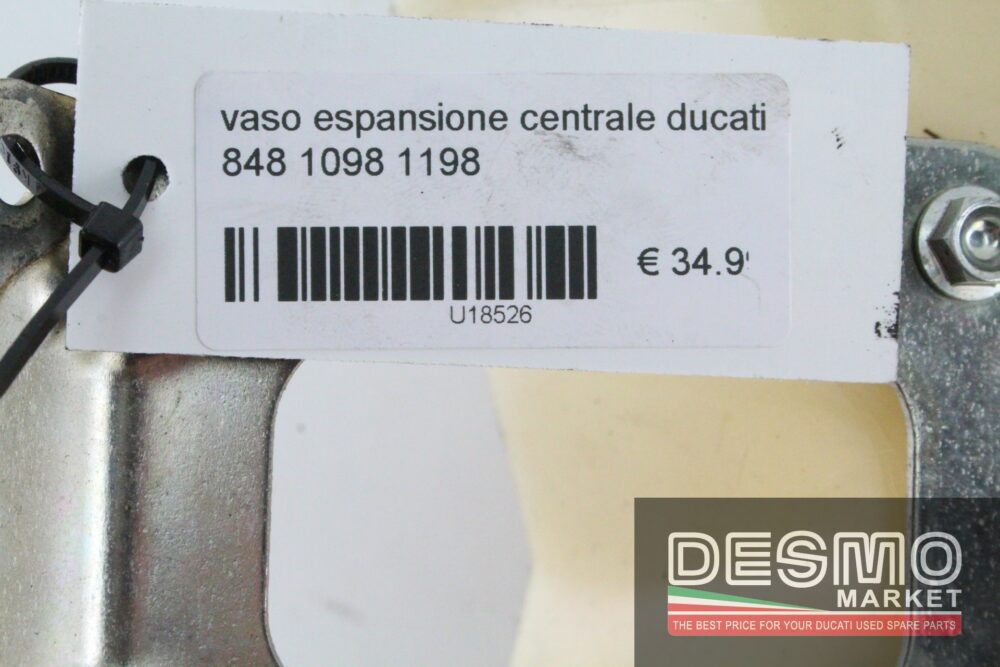 vaso espansione centrale ducati
848 1098 1198
€ 34.9
U18526
DESMO
MARKET
THE BEST PRICE FOR YOUR DUCATI USED SPARE PARTS